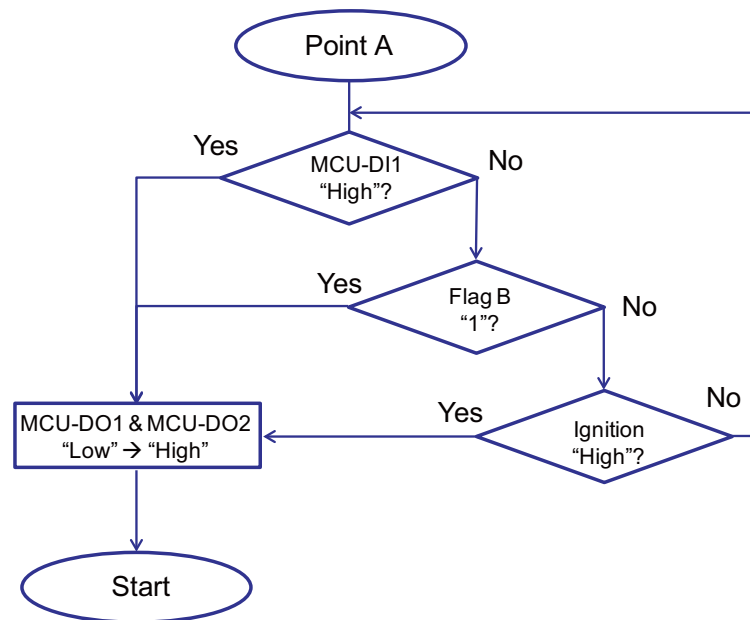 Point A
Yes
MCU-DI1
“High”?
No
Yes
Flag B
“1”?
No
MCU-DO1 & MCU-DO2
“Low” → “High”
Yes
Ignition
“High”?
No
Start